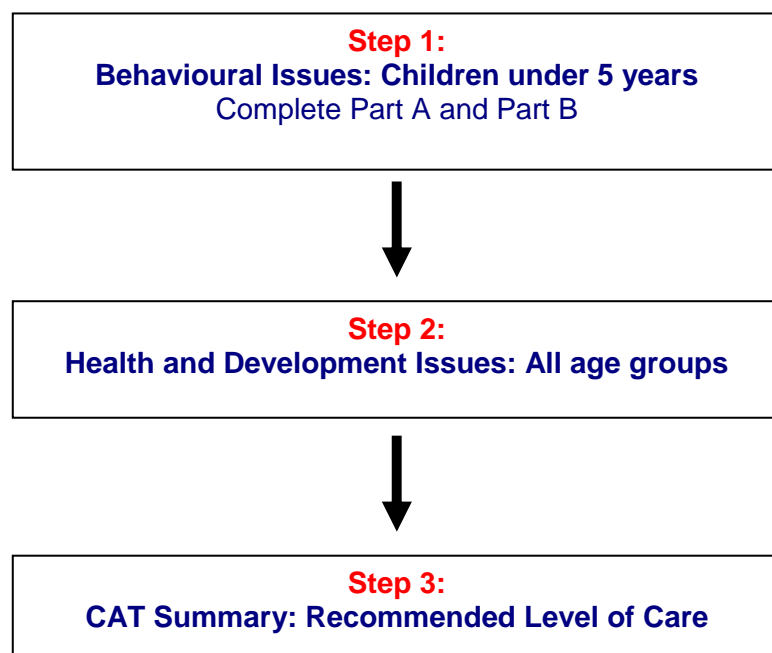 Step 1:
Behavioural Issues: Children under 5 years
Complete Part A and Part B
Step 2:
Health and Development Issues: All age groups
Step 3:
CAT Summary: Recommended Level of Care